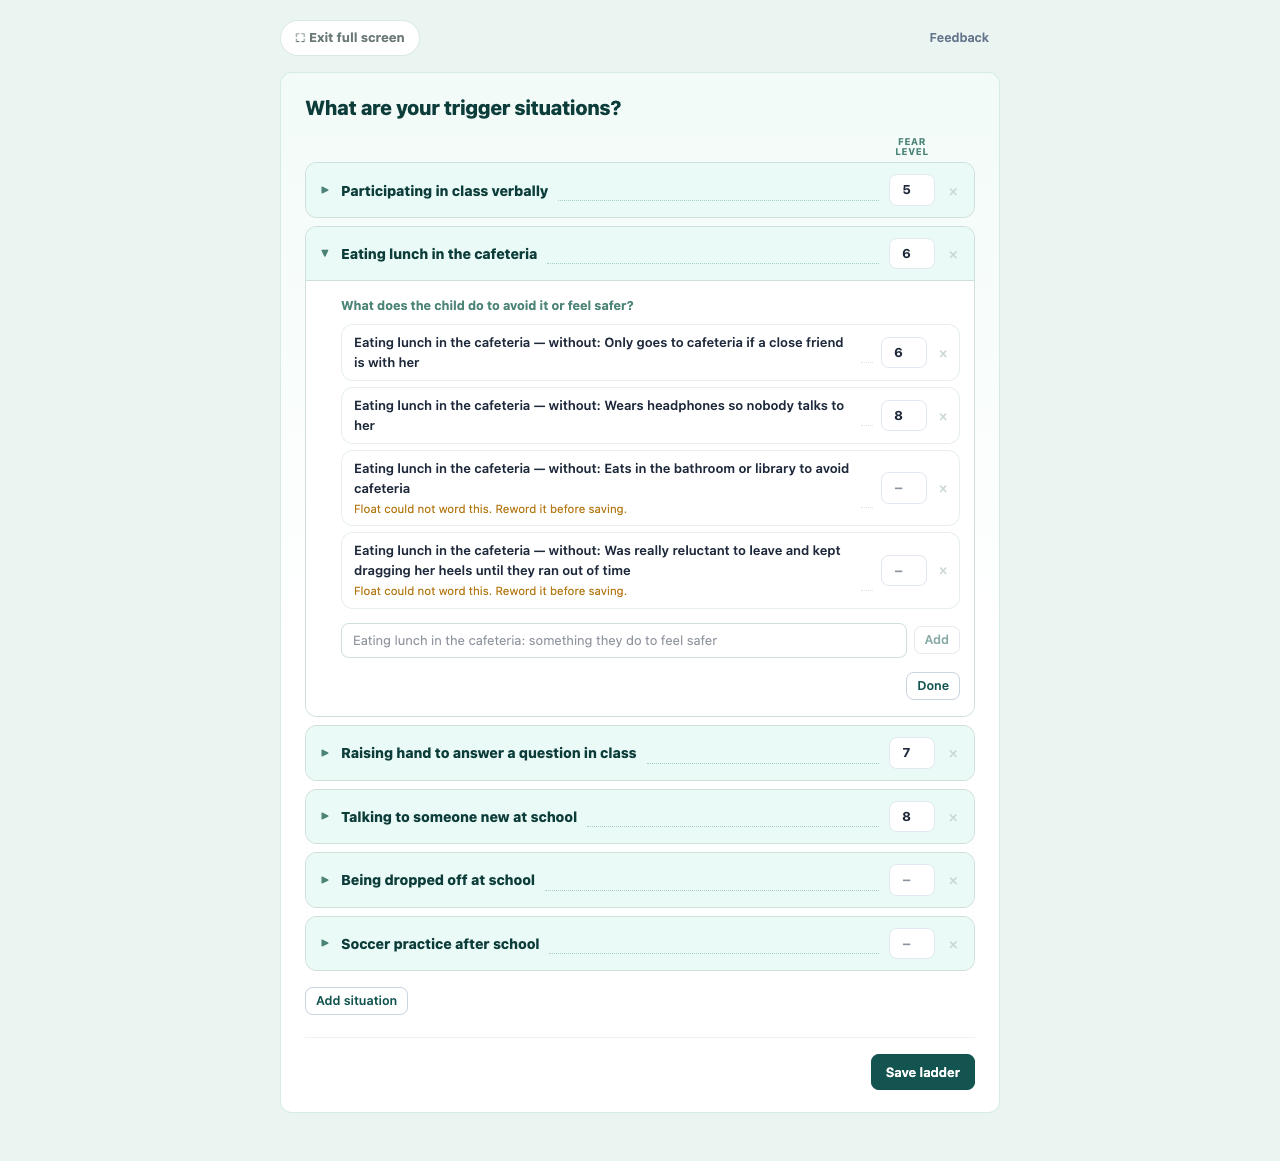 Exit full screen
Feedback
What are your trigger situations?
FEAR
LEVEL
Participating in class verbally 5 ×
Eating lunch in the cafeteria 6 ×
What does the child do to avoid it or feel safer?
Eating lunch in the cafeteria — without: Only goes to cafeteria if a close friend
is with her
6 ×
Eating lunch in the cafeteria — without: Wears headphones so nobody talks to
her
8 ×
Eating lunch in the cafeteria — without: Eats in the bathroom or library to avoid
cafeteria
Float could not word this. Reword it before saving.
– ×
Eating lunch in the cafeteria — without: Was really reluctant to leave and kept
dragging her heels until they ran out of time
Float could not word this. Reword it before saving.
– ×
Eating lunch in the cafeteria: something they do to feel safer
Add
Done
Raising hand to answer a question in class 7 ×
Talking to someone new at school 8 ×
Being dropped off at school – ×
Soccer practice after school – ×
Add situation
Save ladder